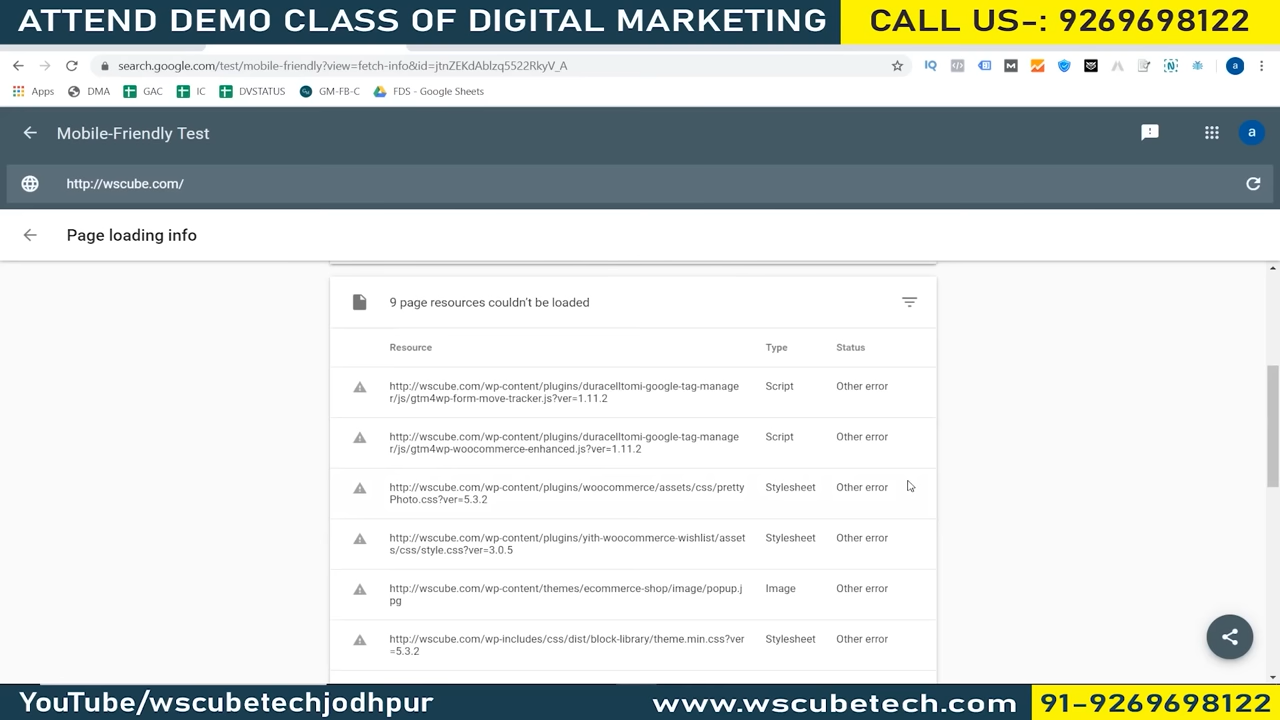 ATTEND DEMO CLASS OF DIGITAL MARKETING
CALL US-: 9269698122
search.google.com/test/mobile-friendly?view=fetch-info&id=jtnZEKdAblzq5522RkyV_A
Apps
DMA
GAC
IC
DVSTATUS
GM-FB-C
FDS - Google Sheets
Mobile-Friendly Test
a
http://wscube.com/
Page loading info
9 page resources couldn't be loaded
Resource Type Status
http://wscube.com/wp-content/plugins/duracelltomi-google-tag-manage Script Other error
r/js/gtm4wp-form-move-tracker.js?ver=1.11.2
http://wscube.com/wp-content/plugins/duracelltomi-google-tag-manage Script Other error
r/js/gtm4wp-woocommerce-enhanced.js?ver=1.11.2
http://wscube.com/wp-content/plugins/woocommerce/assets/css/pretty Stylesheet Other error
Photo.css?ver=5.3.2
http://wscube.com/wp-content/plugins/yith-woocommerce-wishlist/asset Stylesheet Other error
s/css/style.css?ver=3.0.5
http://wscube.com/wp-content/themes/ecommerce-shop/image/popup.j Image Other error
pg
http://wscube.com/wp-includes/css/dist/block-library/theme.min.css?ver Stylesheet Other error
=5.3.2
YouTube/wscubetechjodhpur
www.wscubetech.com
91-9269698122